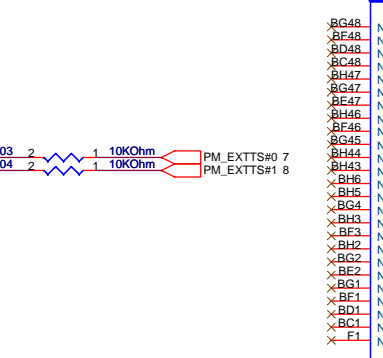 03 2 1 10KOhm PM_EXTTS#0 7
04 2 1 10KOhm PM_EXTTS#1 8
BG48
BF48
BD48
BC48
BH47
BG47
BE47
BH46
BF46
BG45
BH44
BH43
BH6
BH5
BG4
BH3
BF3
BH2
BG2
BE2
BG1
BF1
BD1
BC1
F1